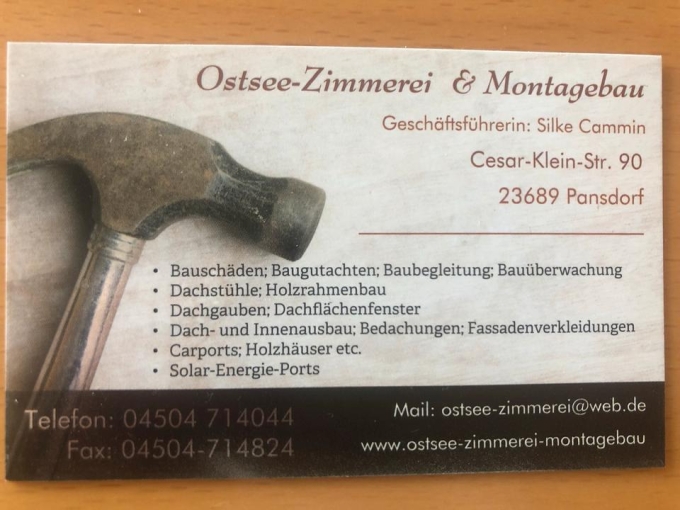 Ostsee-Zimmerei & Montagebau
Geschäftsführerin: Silke Cammin
Cesar-Klein-Str. 90
23689 Pansdorf
• Bauschäden; Baugutachten; Baubegleitung; Bauüberwachung
• Dachstühle; Holzrahmenbau
• Dachgauben; Dachflächenfenster
• Dach- und Innenausbau; Bedachungen; Fassadenverkleidungen
• Carports; Holzhäuser etc.
• Solar-Energie-Ports
Telefon: 04504 714044
Fax: 04504-714824
Mail: ostsee-zimmerei@web.de
www.ostsee-zimmerei-montagebau